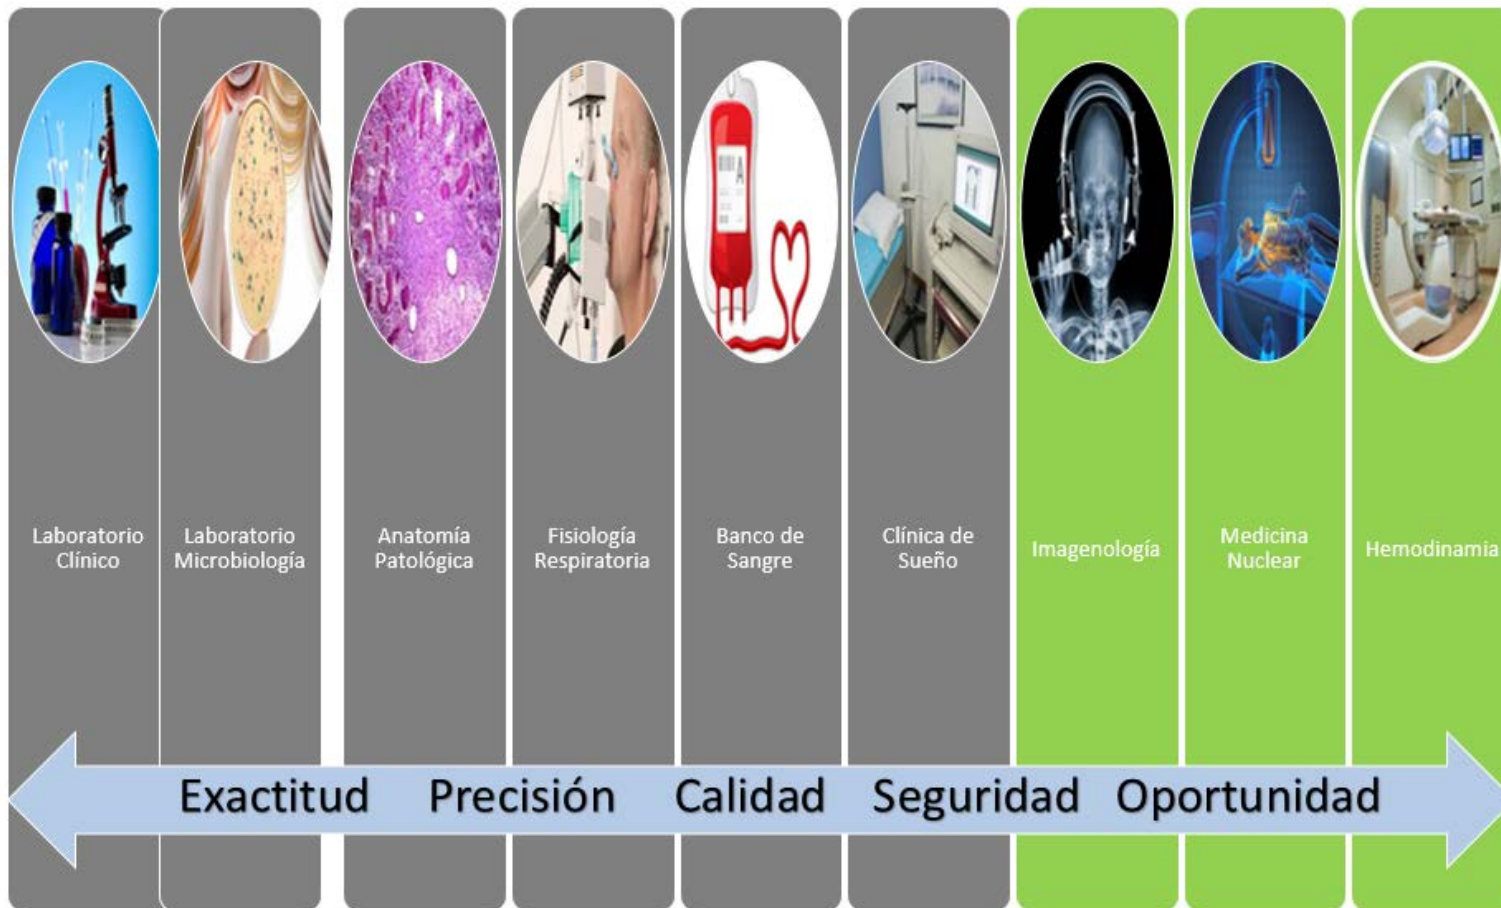 Laboratorio
Clínico
Laboratorio
Microbiología
Anatomía
Patológica
Fisiología
Respiratoria
Banco de
Sangre
Clínica de
Sueño
Imagenología
Medicina
Nuclear
Hemodinamia
A
Optima
Exactitud Precisión Calidad Seguridad Oportunidad